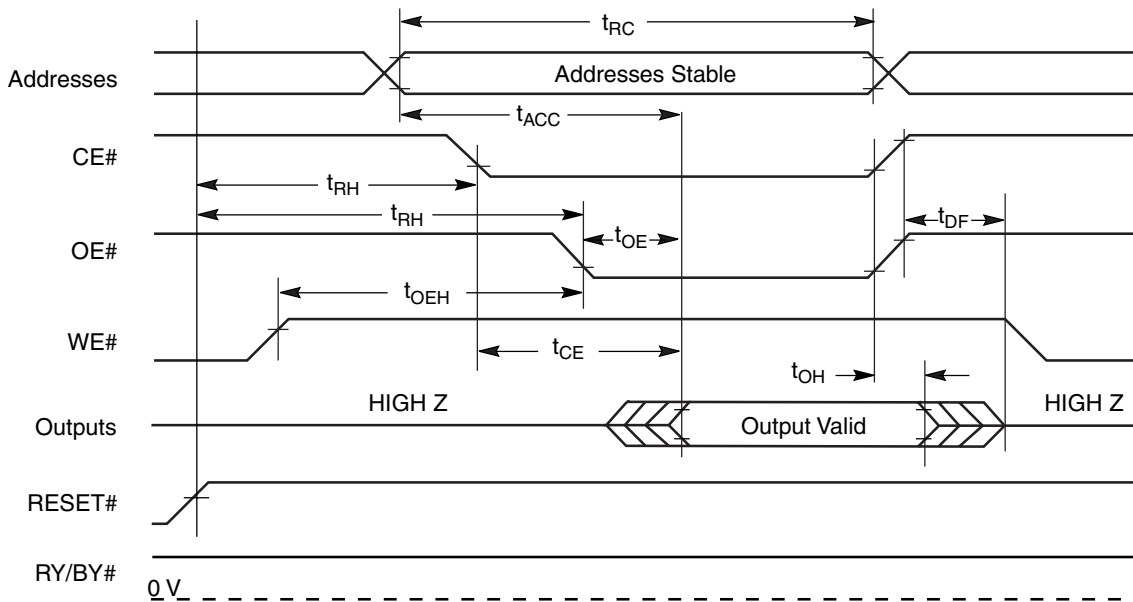 tRC
Addresses
Addresses Stable
tACC
CE#
tRH
tRH
tDF
OE#
tOE
tOEH
WE#
tCE
tOH
HIGH Z
HIGH Z
Outputs
Output Valid
RESET#
RY/BY#
0 V